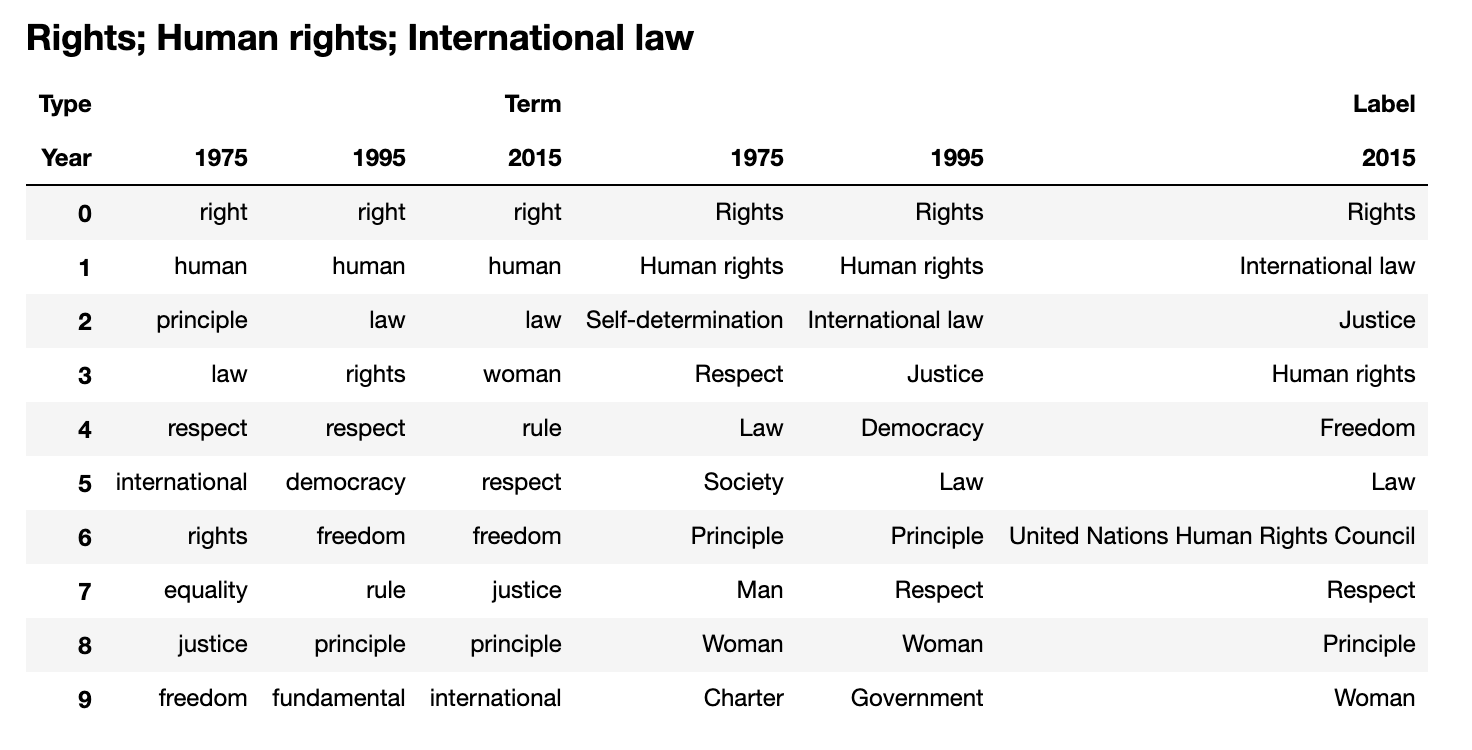 Rights; Human rights; International law
Type Term Label
Year 1975 1995 2015 1975 1995 2015
0 right right right Rights Rights Rights
1 human human human Human rights Human rights International law
2 principle law law Self-determination International law Justice
3 law rights woman Respect Justice Human rights
4 respect respect rule Law Democracy Freedom
5 international democracy respect Society Law Law
6 rights freedom freedom Principle Principle United Nations Human Rights Council
7 equality rule justice Man Respect Respect
8 justice principle principle Woman Woman Principle
9 freedom fundamental international Charter Government Woman